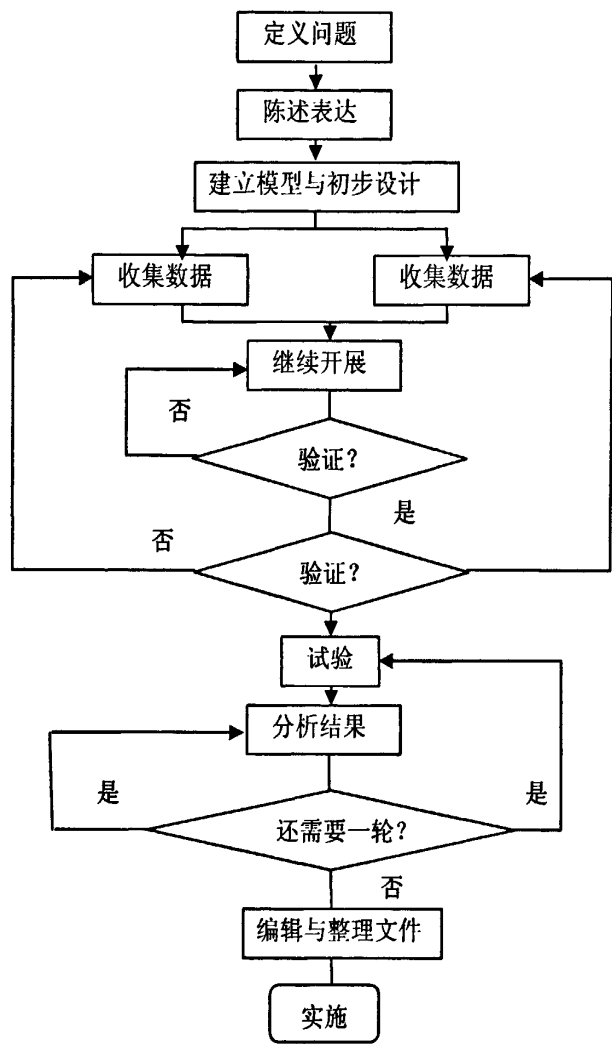 定义问题
陈述表达
建立模型与初步设计
收集数据
收集数据
继续开展
否
验证?
是
否
验证?
试验
分析结果
是
是
还需要一轮?
否
编辑与整理文件
实施